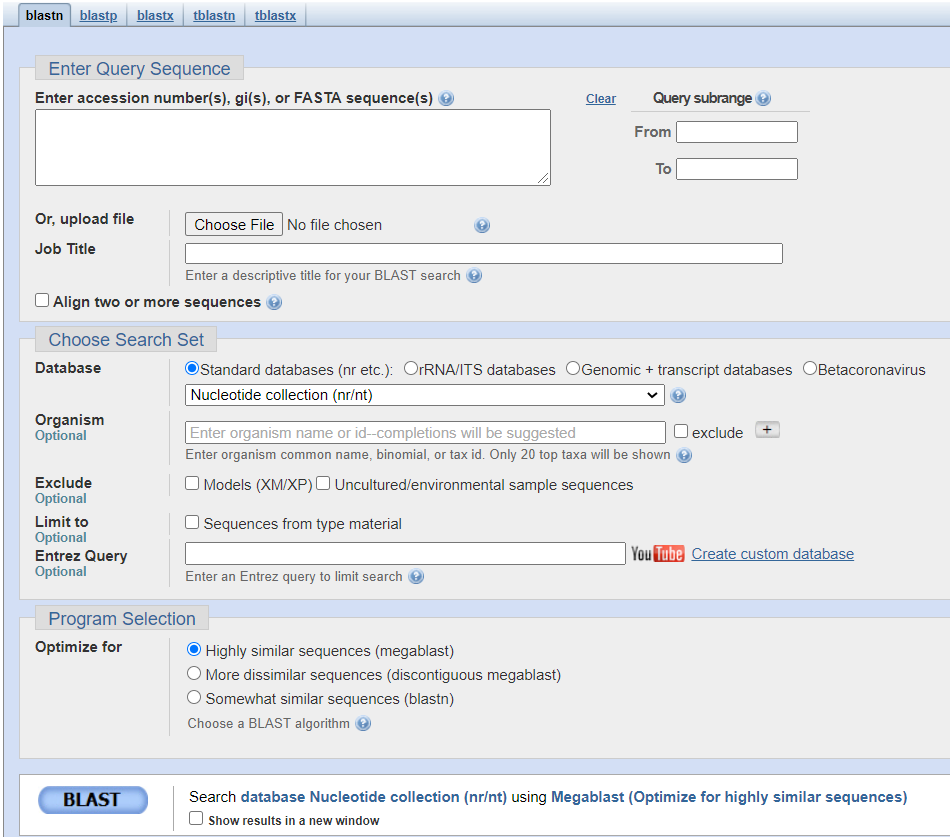 blastn blastp blastx tblastn tblastx
Enter Query Sequence
Enter accession number(s), gi(s), or FASTA sequence(s) Clear Query subrange
From
To
Or, upload file Choose File No file chosen
Job Title
Enter a descriptive title for your BLAST search
Align two or more sequences
Choose Search Set
Database Standard databases (nr etc.): rRNA/ITS databases Genomic + transcript databases Betacoronavirus
Nucleotide collection (nr/nt)
Organism
Optional
Enter organism name or id--completions will be suggested exclude +
Enter organism common name, binomial, or tax id. Only 20 top taxa will be shown
Exclude
Optional
Models (XM/XP) Uncultured/environmental sample sequences
Limit to
Optional
Sequences from type material
Entrez Query
Optional
YouTube Create custom database
Enter an Entrez query to limit search
Program Selection
Optimize for
Highly similar sequences (megablast)
More dissimilar sequences (discontiguous megablast)
Somewhat similar sequences (blastn)
Choose a BLAST algorithm
BLAST Search database Nucleotide collection (nr/nt) using Megablast (Optimize for highly similar sequences)
Show results in a new window